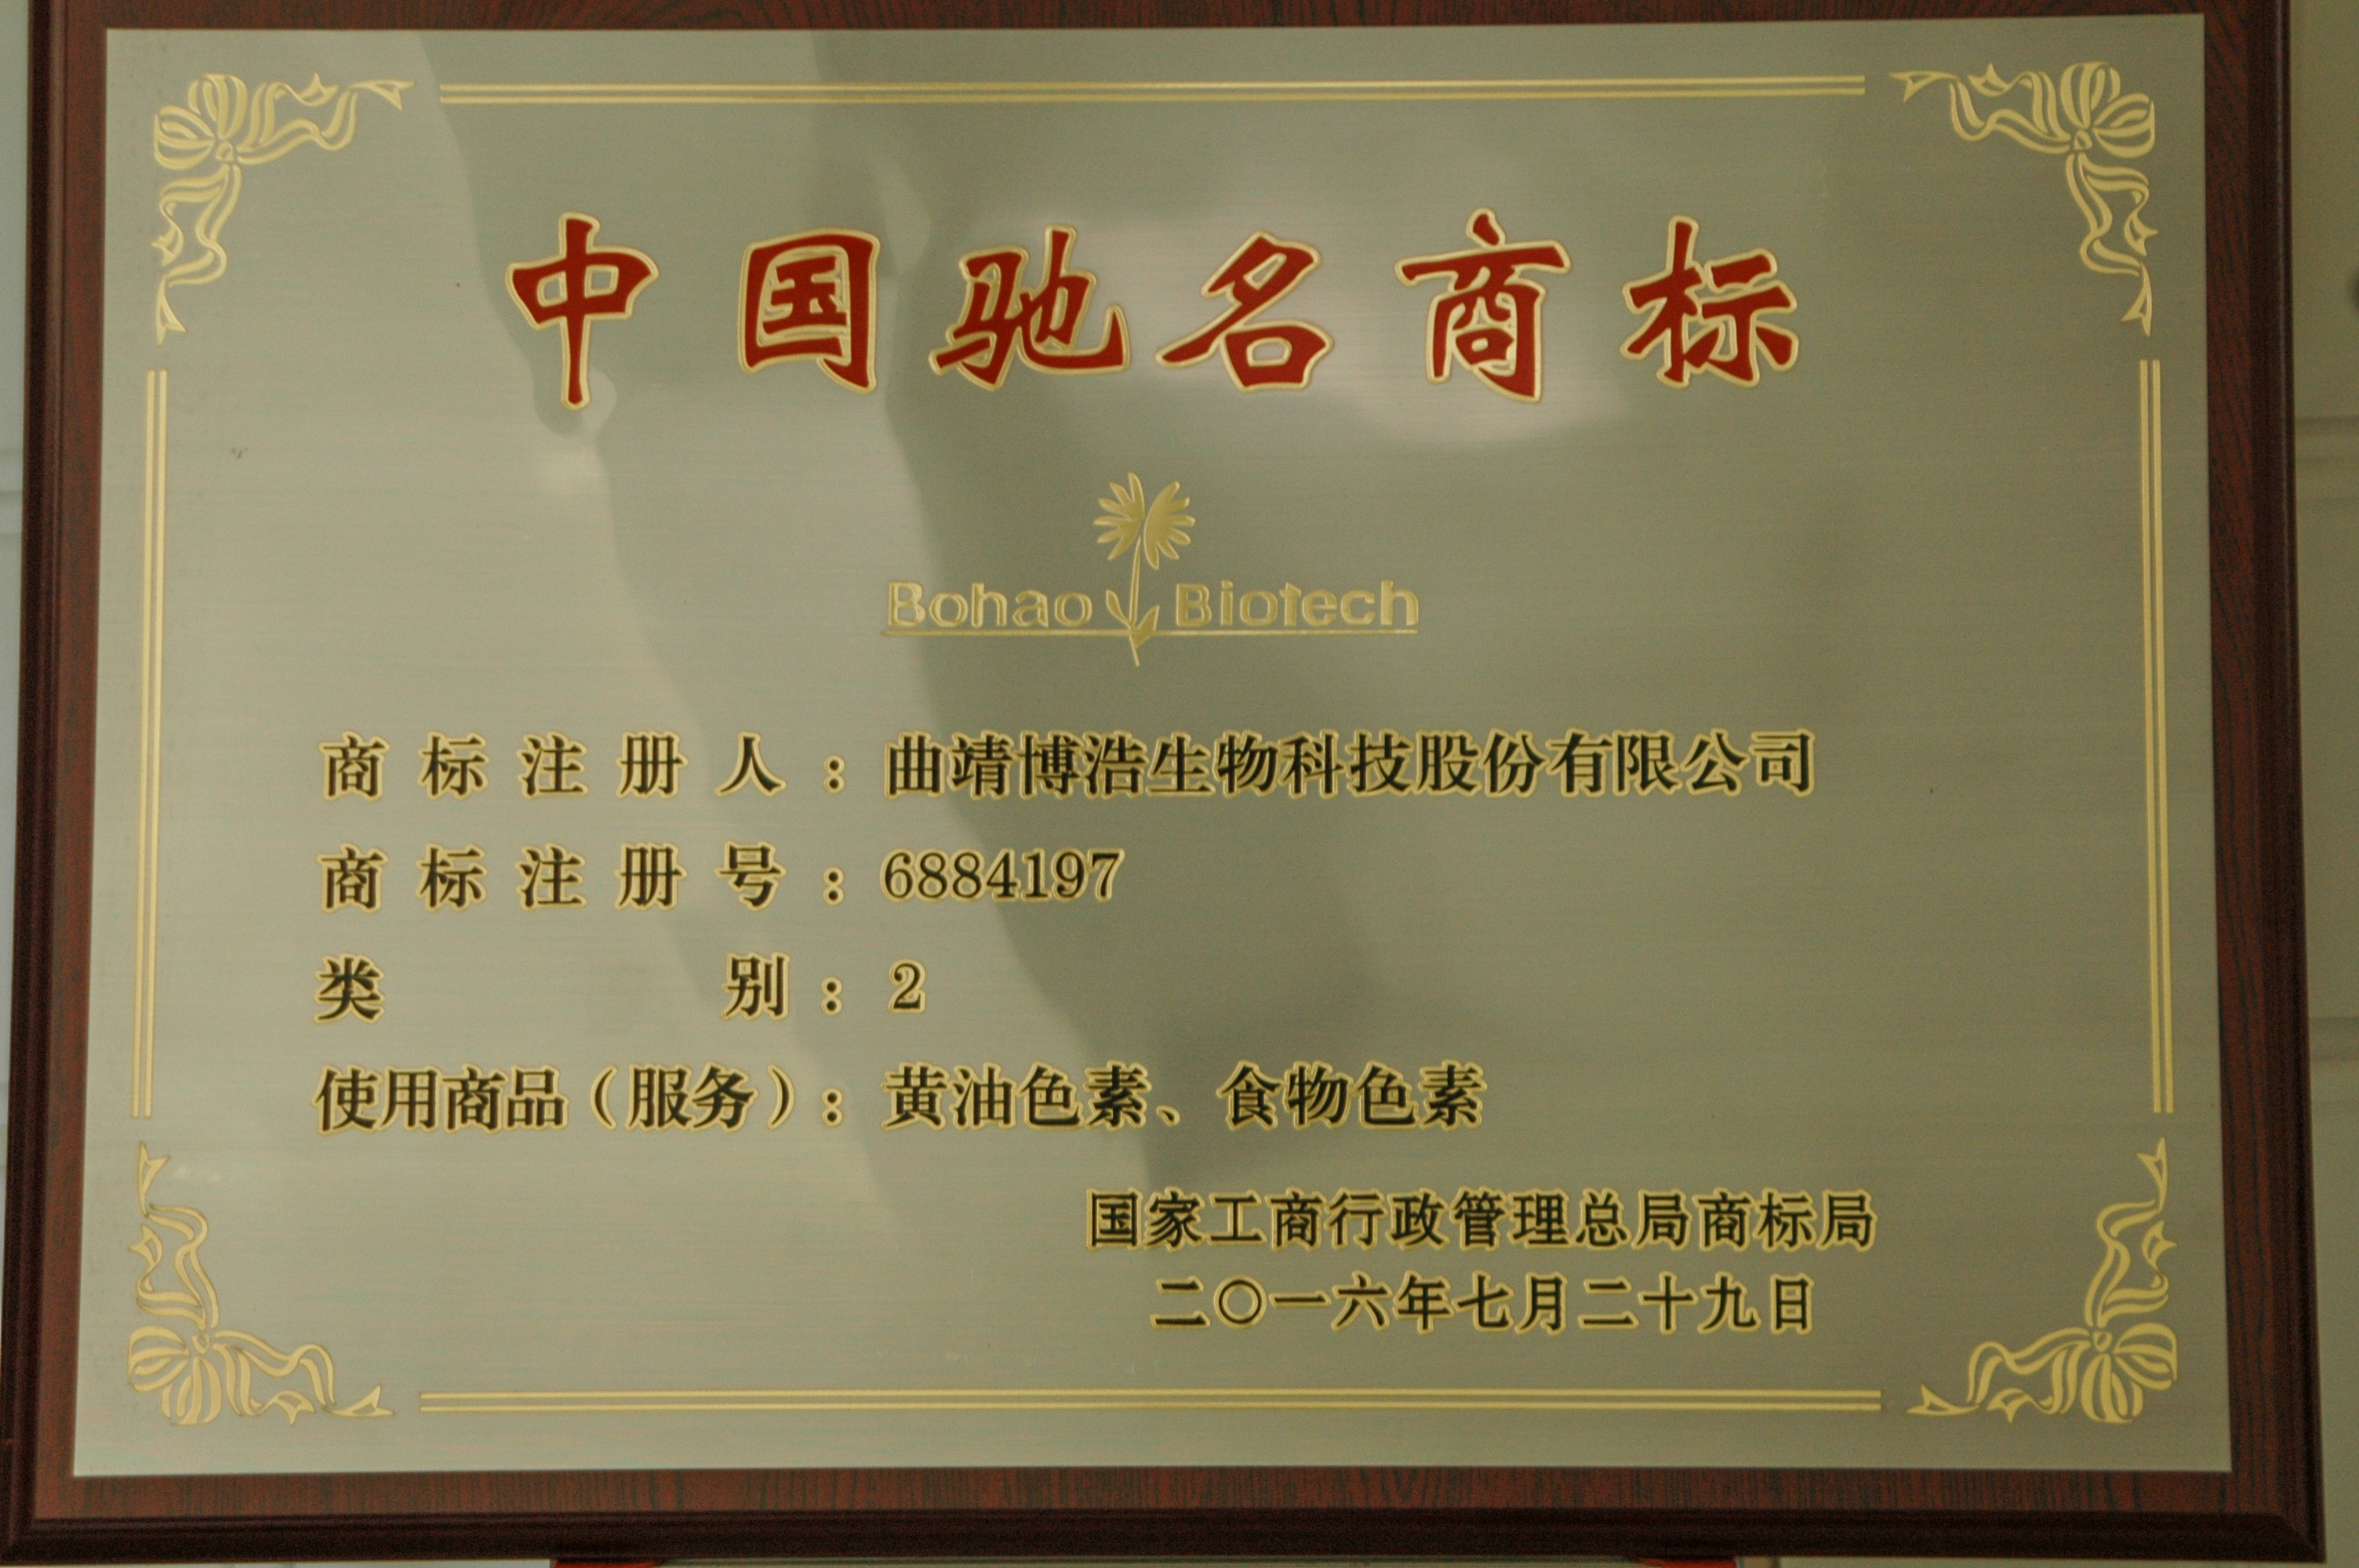 中国驰名商标
Bohao Biotech
商标注册人：曲靖博浩生物科技股份有限公司
商标注册号：6884197
类别：2
使用商品（服务）：黄油色素、食物色素
国家工商行政管理总局商标局
二〇一六年七月二十九日